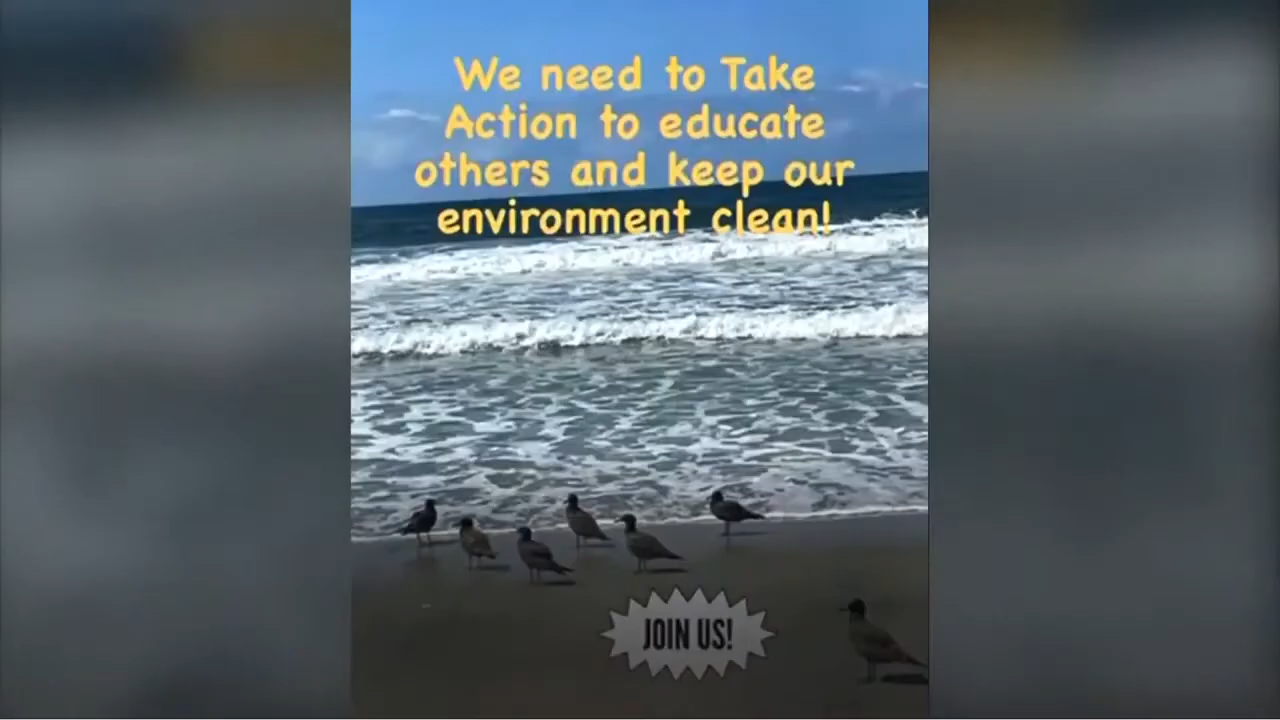 We need to Take
Action to educate
others and keep our
environment clean!
JOIN US!